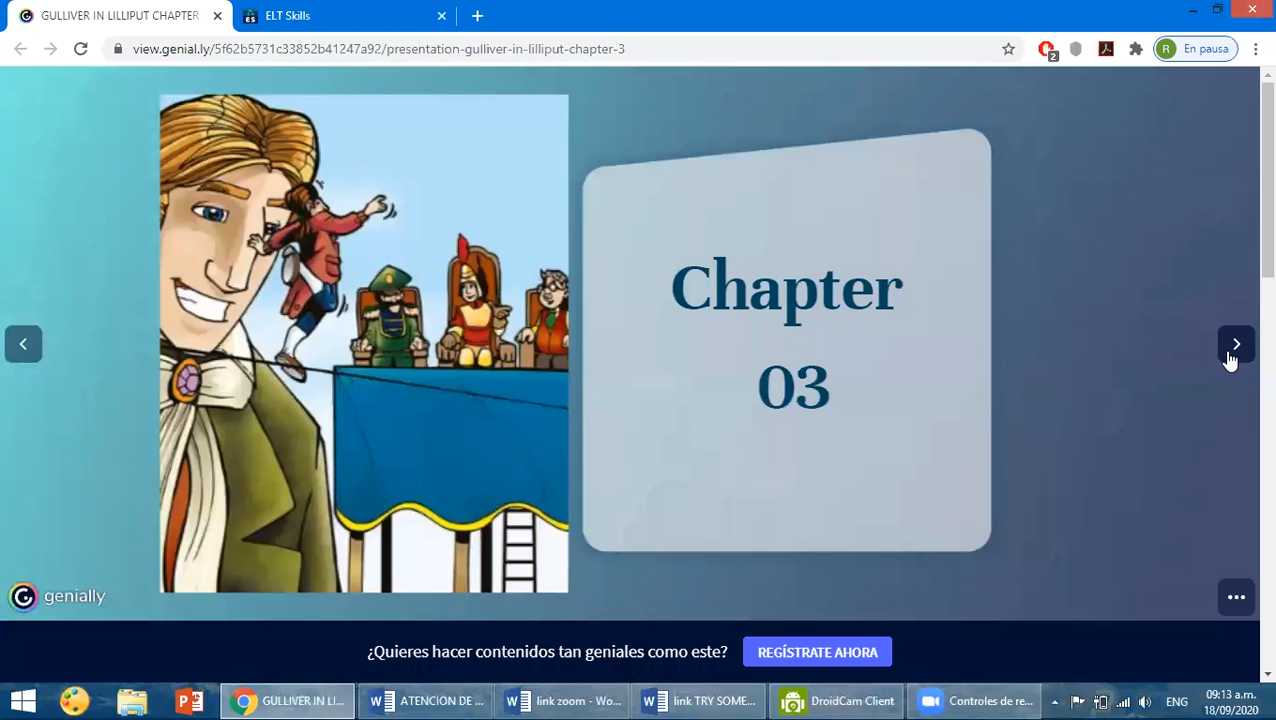 GULLIVER IN LILLIPUT CHAPTER
ELT Skills
view.genial.ly/5f62b5731c33852b41247a92/presentation-gulliver-in-lilliput-chapter-3
2
R
En pausa
Chapter
03
genially
¿Quieres hacer contenidos tan geniales como este?
REGÍSTRATE AHORA
GULLIVER IN LI...
ATENCION DE ...
link zoom - Wo...
link TRY SOME...
DroidCam Client
Controles de re...
ENG
09:13 a.m.
18/09/2020